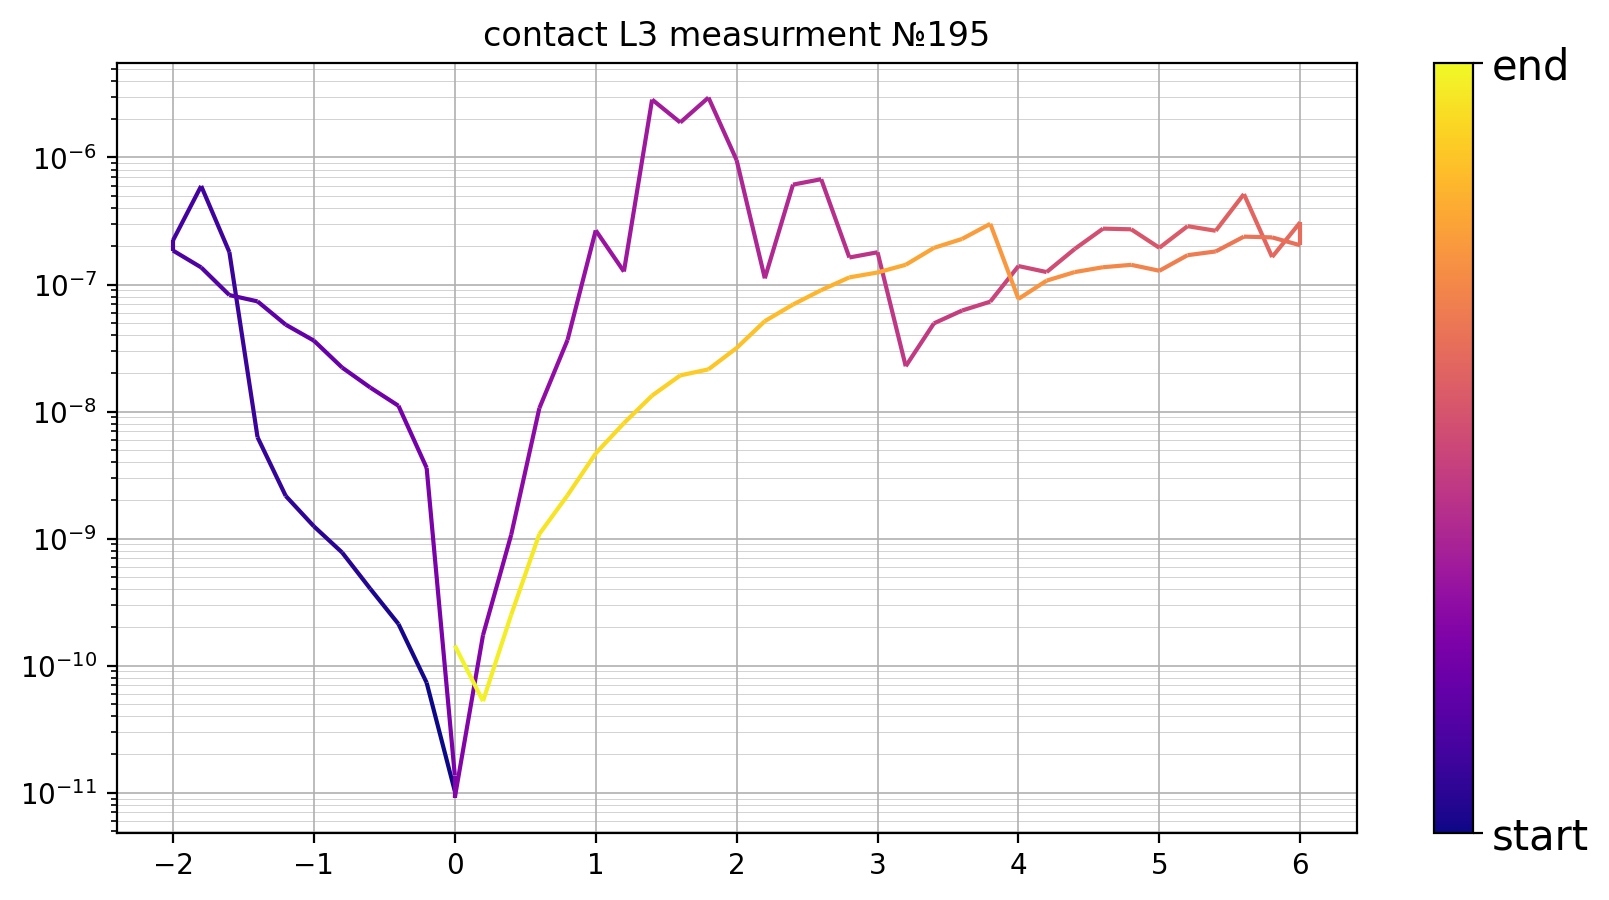 contact L3 measurment №195
10⁻⁶
10⁻⁷
10⁻⁸
10⁻⁹
10⁻¹⁰
10⁻¹¹
−2 −1 0 1 2 3 4 5 6
end
start